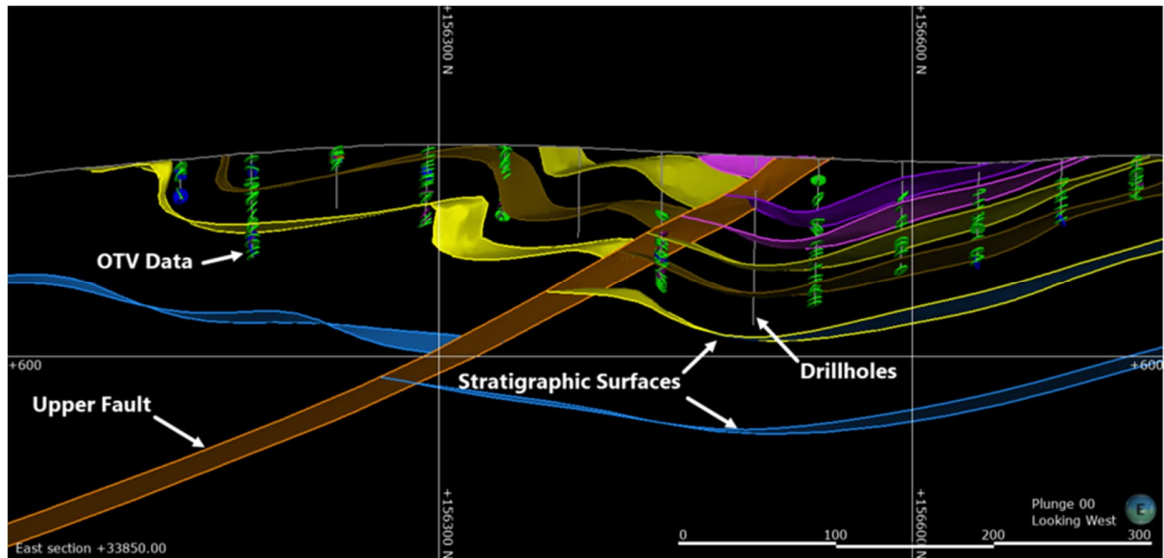 +156300 N
+156600 N
OTV Data
+600
+600
Stratigraphic Surfaces
Drillholes
Upper Fault
+156300 N
+156600 N
Plunge 00
Looking West
E
East section +33850.00
0 100 200 300